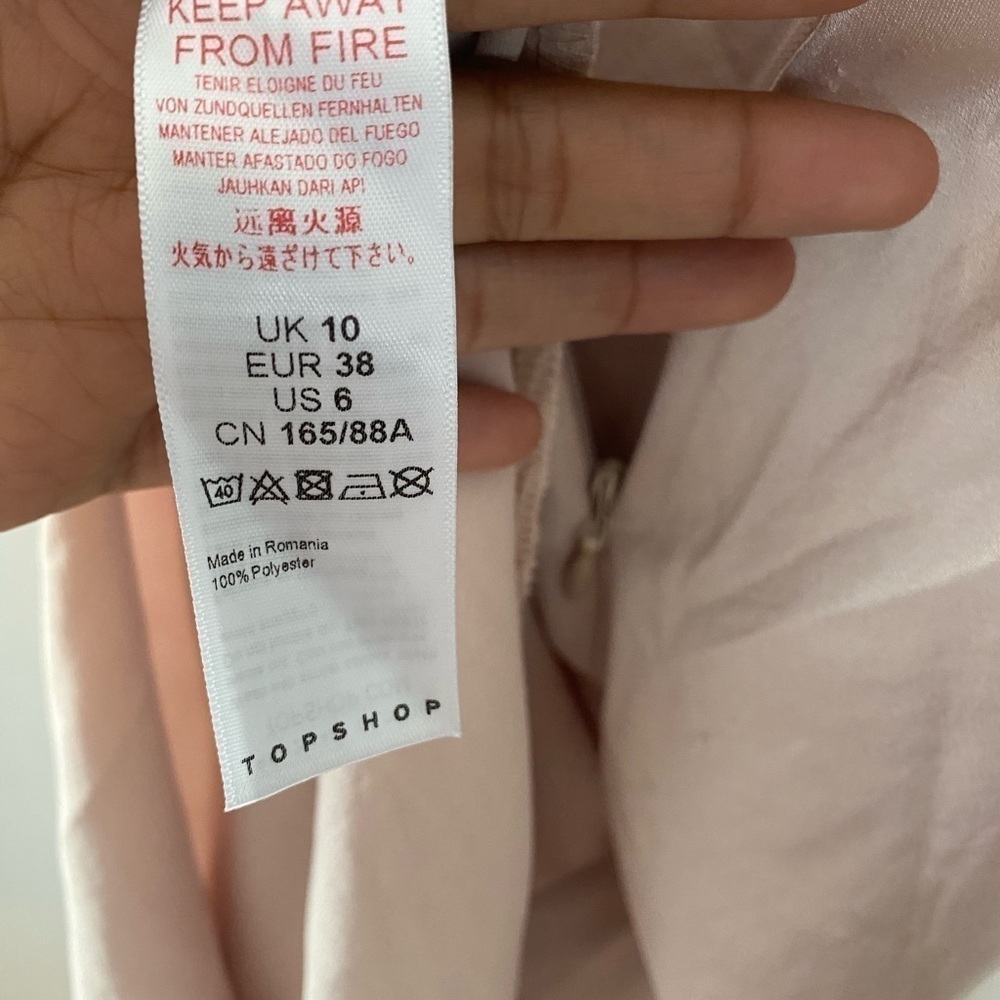 KEEP AWAY
FROM FIRE
TENIR ELOIGNE DU FEU
VON ZUNDQUELLEN FERNHALTEN
MANTENER ALEJADO DEL FUEGO
MANTER AFASTADO DO FOGO
JAUHKAN DARI API
远离火源
火気から遠ざけて下さい。
UK 10
EUR 38
US 6
CN 165/88A
40
Made in Romania
100% Polyester
TOPSHOP